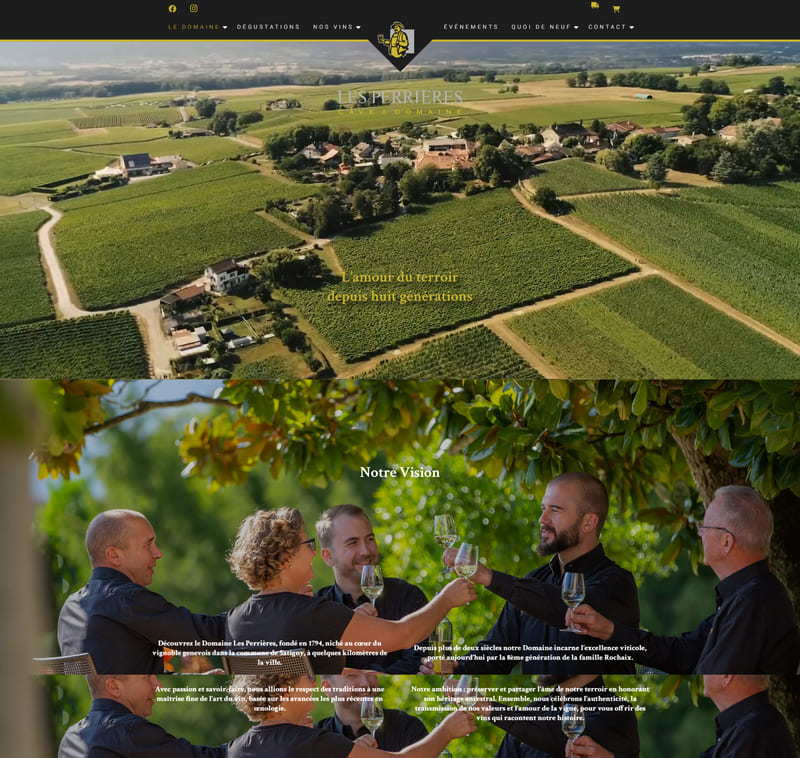 LE DOMAINE
DÉGUSTATIONS
NOS VINS
ÉVÉNEMENTS
QUOI DE NEUF
CONTACT
LES PERRIÈRES
CAVE & DOMAINE
L'amour du terroir
depuis huit générations
Notre Vision
Découvrez le Domaine Les Perrières, fondé en 1794, niché au cœur du
vignoble genevois dans la commune de Satigny, à quelques kilomètres de
la ville.
Depuis plus de deux siècles notre Domaine incarne l'excellence viticole,
porté aujourd'hui par la 8ème génération de la famille Rochaix.
Avec passion et savoir-faire, nous allions le respect des traditions à une
maîtrise fine de l'art du vin, basée sur les avancées les plus récentes en
œnologie.
Notre ambition : préserver et partager l'âme de notre terroir en honorant
son héritage ancestral. Ensemble, nous célébrons l'authenticité, la
transmission de nos valeurs et l'amour de la vigne, pour vous offrir des
vins qui racontent notre histoire.